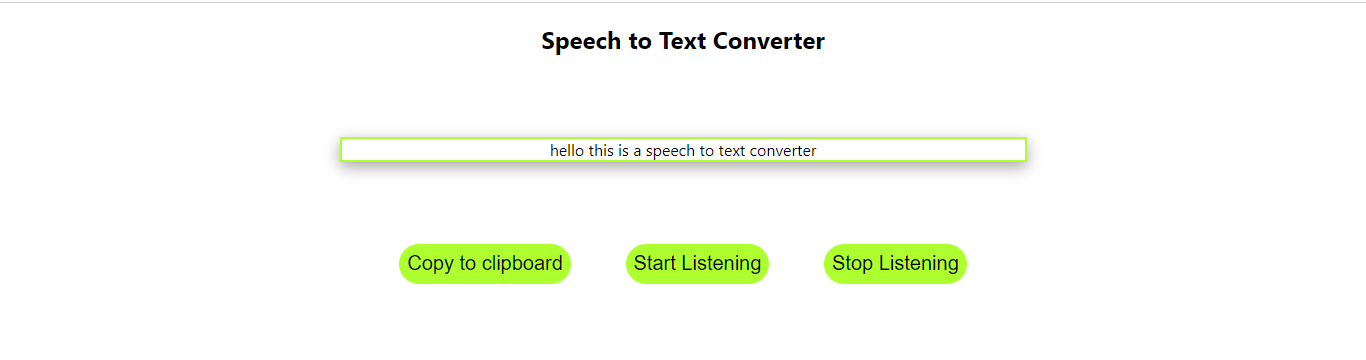 Speech to Text Converter
hello this is a speech to text converter
Copy to clipboard
Start Listening
Stop Listening